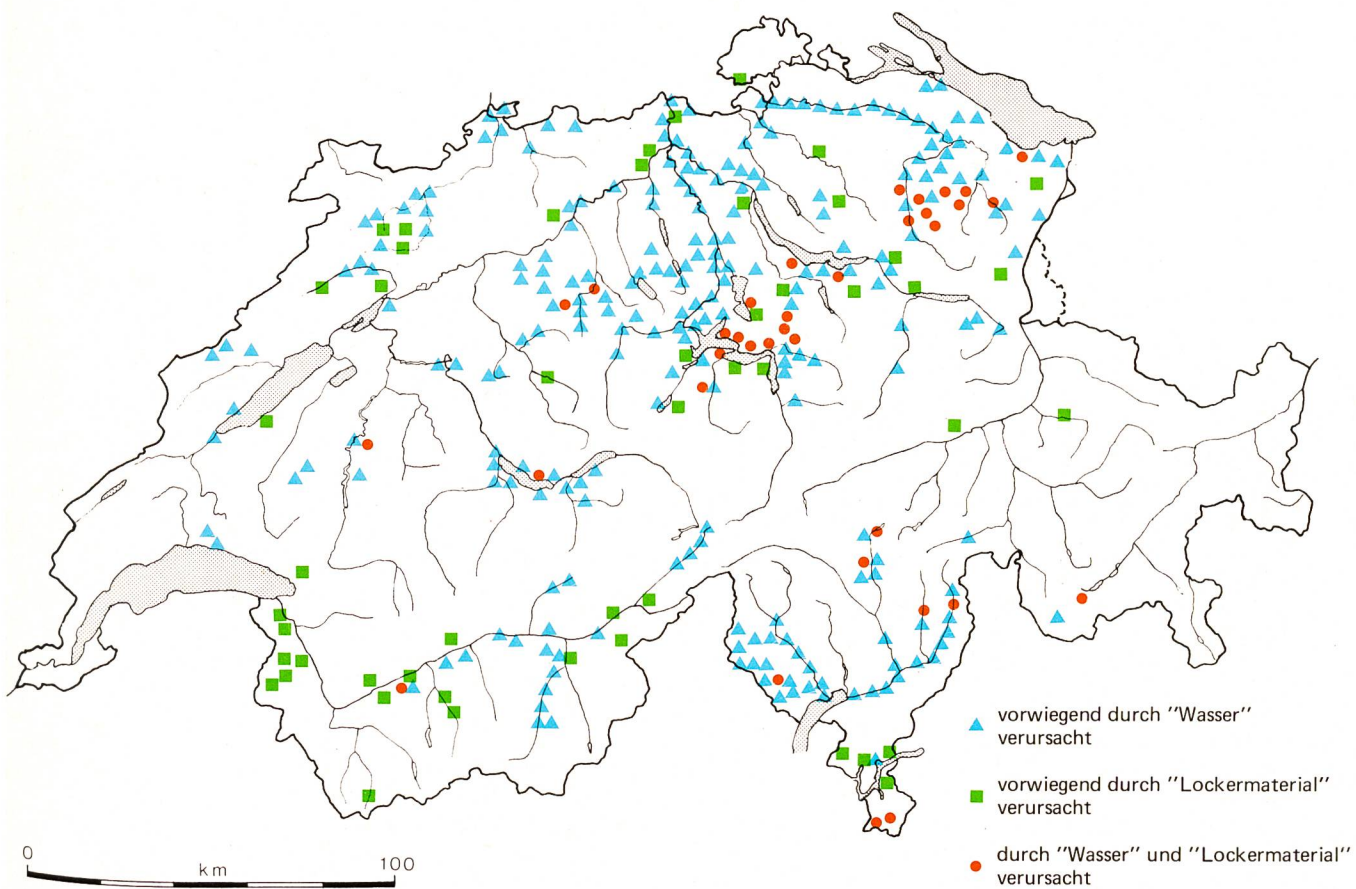 vorwiegend durch "Wasser"
verursacht
vorwiegend durch "Lockermaterial"
verursacht
durch "Wasser" und "Lockermaterial"
verursacht
0 100
km